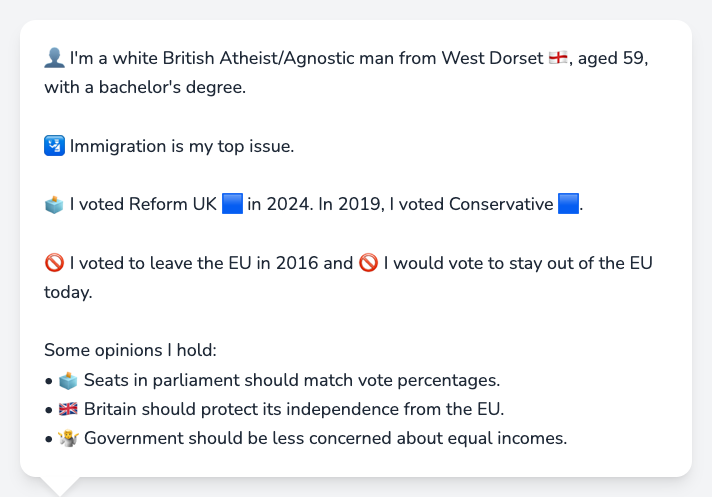 👤 I'm a white British Atheist/Agnostic man from West Dorset 🏴󠁧󠁢󠁥󠁮󠁧󠁿, aged 59,
with a bachelor's degree.
🛂 Immigration is my top issue.
🗳️ I voted Reform UK 🟦 in 2024. In 2019, I voted Conservative 🟦.
🚫 I voted to leave the EU in 2016 and 🚫 I would vote to stay out of the EU
today.
Some opinions I hold:
• 🗳️ Seats in parliament should match vote percentages.
• 🇬🇧 Britain should protect its independence from the EU.
• 🤷 Government should be less concerned about equal incomes.